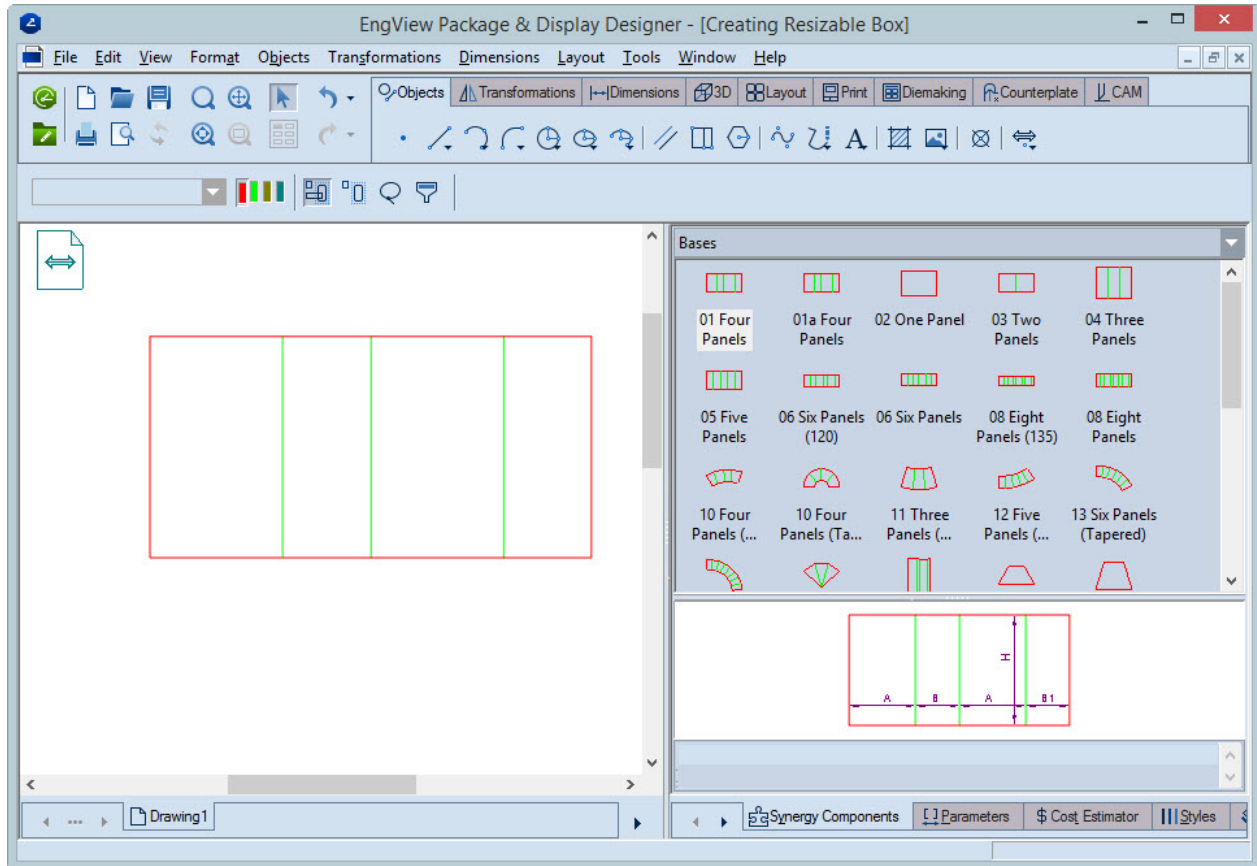 EngView Package & Display Designer - [Creating Resizable Box]
File Edit View Format Objects Transformations Dimensions Layout Tools Window Help
Objects Transformations Dimensions 3D Layout Print Diemaking Counterplate CAM
Bases
01 Four Panels
01a Four Panels
02 One Panel
03 Two Panels
04 Three Panels
05 Five Panels
06 Six Panels (120)
06 Six Panels
08 Eight Panels (135)
08 Eight Panels
10 Four Panels (...
10 Four Panels (Ta...
11 Three Panels (...
12 Five Panels (...
13 Six Panels (Tapered)
H
A B A B1
Drawing1
Synergy Components Parameters $ Cost Estimator Styles